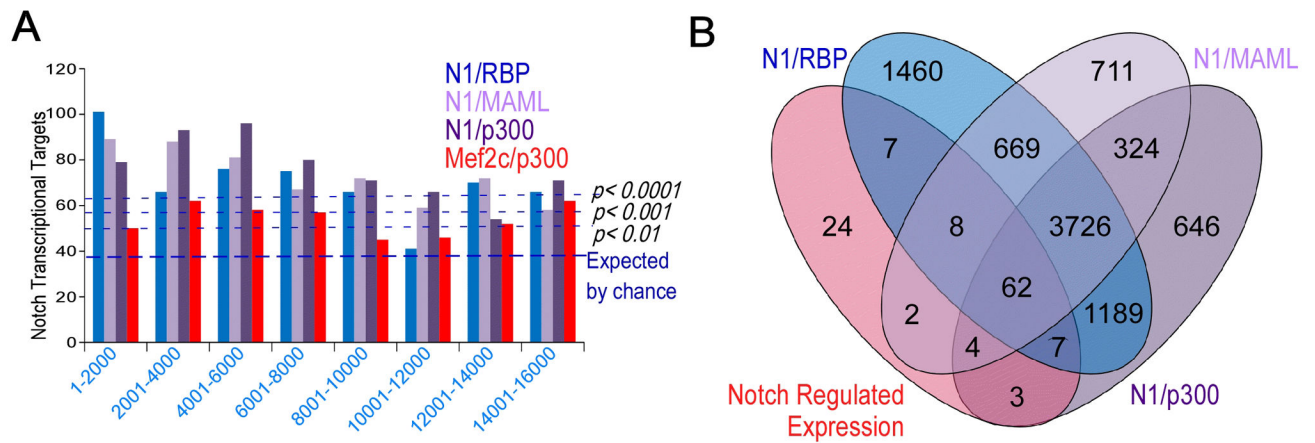 A
120
100
80
60
40
20
0
Notch Transcriptional Targets
N1/RBP
N1/MAML
N1/p300
Mef2c/p300
p< 0.0001
p< 0.001
p< 0.01
Expected
by chance
1-2000
2001-4000
4001-6000
6001-8000
8001-10000
10001-12000
12001-14000
14001-16000
B
N1/RBP
N1/MAML
1460
711
7
669
324
24
8
3726
646
62
2
1189
4
7
3
Notch Regulated
Expression
N1/p300